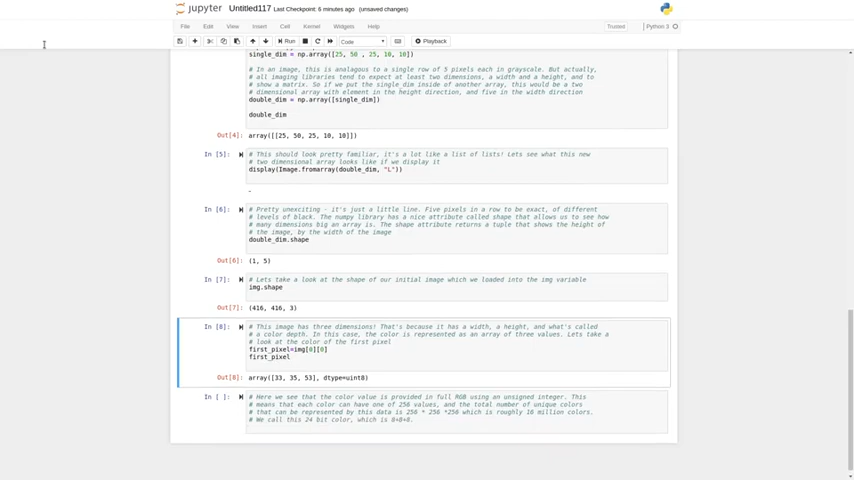 jupyter Untitled117 Last Checkpoint: 6 minutes ago (unsaved changes)
File Edit View Insert Cell Kernel Widgets Help Trusted Python 3
Run Code Playback
single_dim = np.array([25, 50 , 25, 10, 10])
# In an image, this is analagous to a single row of 5 pixels each in grayscale. But actually,
# all imaging libraries tend to expect at least two dimensions, a width and a height, and to
# show a matrix. So if we put the single_dim inside of another array, this would be a two
# dimensional array with element in the height direction, and five in the width direction
double_dim = np.array([single_dim])
double_dim
Out[4]: array([[25, 50, 25, 10, 10]])
In [5]: # This should look pretty familiar, it's a lot like a list of lists! Lets see what this new
# two dimensional array looks like if we display it
display(Image.fromarray(double_dim, "L"))
In [6]: # Pretty unexciting - it's just a little line. Five pixels in a row to be exact, of different
# levels of black. The numpy library has a nice attribute called shape that allows us to see how
# many dimensions big an array is. The shape attribute returns a tuple that shows the height of
# the image, by the width of the image
double_dim.shape
Out[6]: (1, 5)
In [7]: # Lets take a look at the shape of our initial image which we loaded into the img variable
img.shape
Out[7]: (416, 416, 3)
In [8]: # This image has three dimensions! That's because it has a width, a height, and what's called
# a color depth. In this case, the color is represented as an array of three values. Lets take a
# look at the color of the first pixel
first_pixel=img[0][0]
first_pixel
Out[8]: array([33, 35, 53], dtype=uint8)
In [ ]: # Here we see that the color value is provided in full RGB using an unsigned integer. This
# means that each color can have one of 256 values, and the total number of unique colors
# that can be represented by this data is 256 * 256 *256 which is roughly 16 million colors.
# We call this 24 bit color, which is 8+8+8.